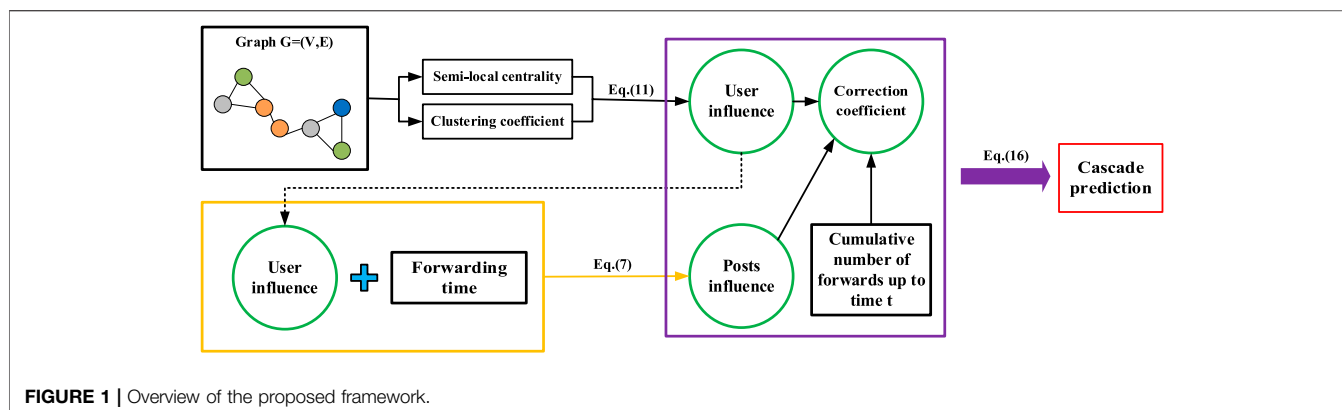 Graph G=(V,E)
Semi-local centrality
Clustering coefficient
Eq.(11)
User
influence
Correction
coefficient
Eq.(16)
Cascade
prediction
User
influence
Forwarding
time
Eq.(7)
Posts
influence
Cumulative
number of
forwards up to
time t
FIGURE 1 | Overview of the proposed framework.